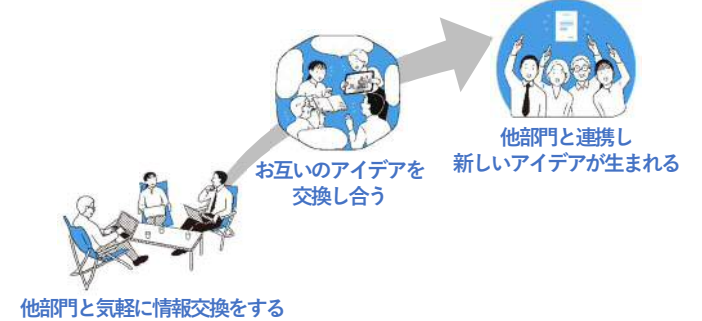 他部門と連携し
新しいアイデアが生まれる
お互いのアイデアを
交換し合う
他部門と気軽に情報交換をする